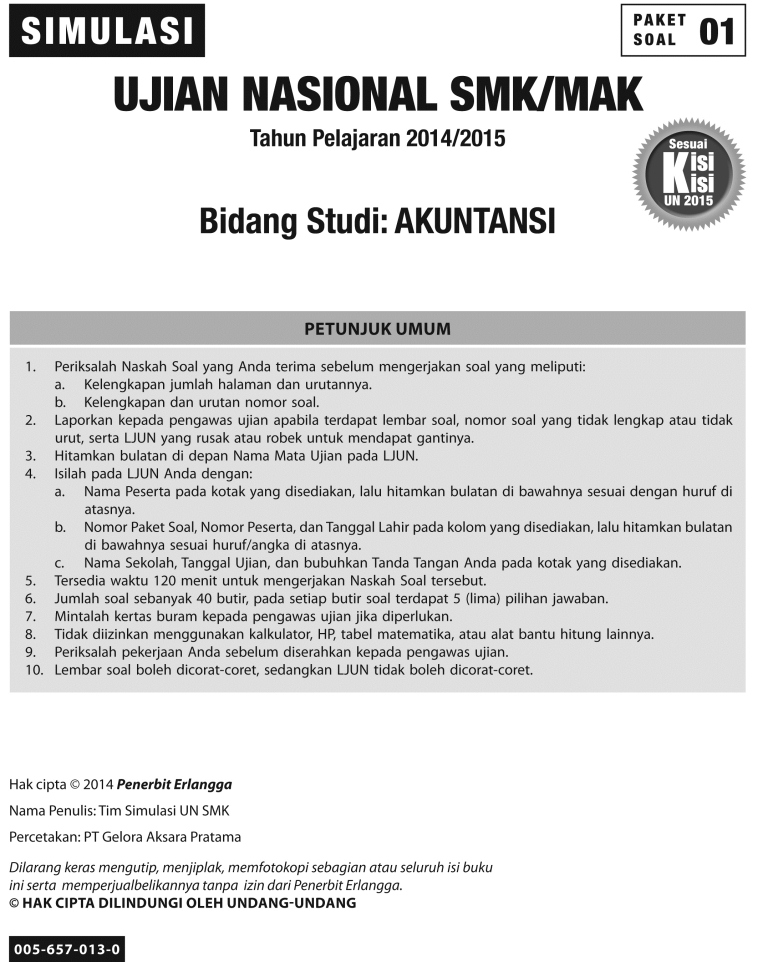 SIMULASI
PAKET SOAL 01
UJIAN NASIONAL SMK/MAK
Tahun Pelajaran 2014/2015
Sesuai
Kisi
Kisi
UN 2015
Bidang Studi: AKUNTANSI
PETUNJUK UMUM
1. Periksalah Naskah Soal yang Anda terima sebelum mengerjakan soal yang meliputi:
a. Kelengkapan jumlah halaman dan urutannya.
b. Kelengkapan dan urutan nomor soal.
2. Laporkan kepada pengawas ujian apabila terdapat lembar soal, nomor soal yang tidak lengkap atau tidak
urut, serta LJUN yang rusak atau robek untuk mendapat gantinya.
3. Hitamkan bulatan di depan Nama Mata Ujian pada LJUN.
4. Isilah pada LJUN Anda dengan:
a. Nama Peserta pada kotak yang disediakan, lalu hitamkan bulatan di bawahnya sesuai dengan huruf di
atasnya.
b. Nomor Paket Soal, Nomor Peserta, dan Tanggal Lahir pada kolom yang disediakan, lalu hitamkan bulatan
di bawahnya sesuai huruf/angka di atasnya.
c. Nama Sekolah, Tanggal Ujian, dan bubuhkan Tanda Tangan Anda pada kotak yang disediakan.
5. Tersedia waktu 120 menit untuk mengerjakan Naskah Soal tersebut.
6. Jumlah soal sebanyak 40 butir, pada setiap butir soal terdapat 5 (lima) pilihan jawaban.
7. Mintalah kertas buram kepada pengawas ujian jika diperlukan.
8. Tidak diizinkan menggunakan kalkulator, HP, tabel matematika, atau alat bantu hitung lainnya.
9. Periksalah pekerjaan Anda sebelum diserahkan kepada pengawas ujian.
10. Lembar soal boleh dicorat-coret, sedangkan LJUN tidak boleh dicorat-coret.
Hak cipta © 2014 Penerbit Erlangga
Nama Penulis: Tim Simulasi UN SMK
Percetakan: PT Gelora Aksara Pratama
Dilarang keras mengutip, menjiplak, memfotokopi sebagian atau seluruh isi buku
ini serta memperjualbelikannya tanpa izin dari Penerbit Erlangga.
© HAK CIPTA DILINDUNGI OLEH UNDANG-UNDANG
005-657-013-0